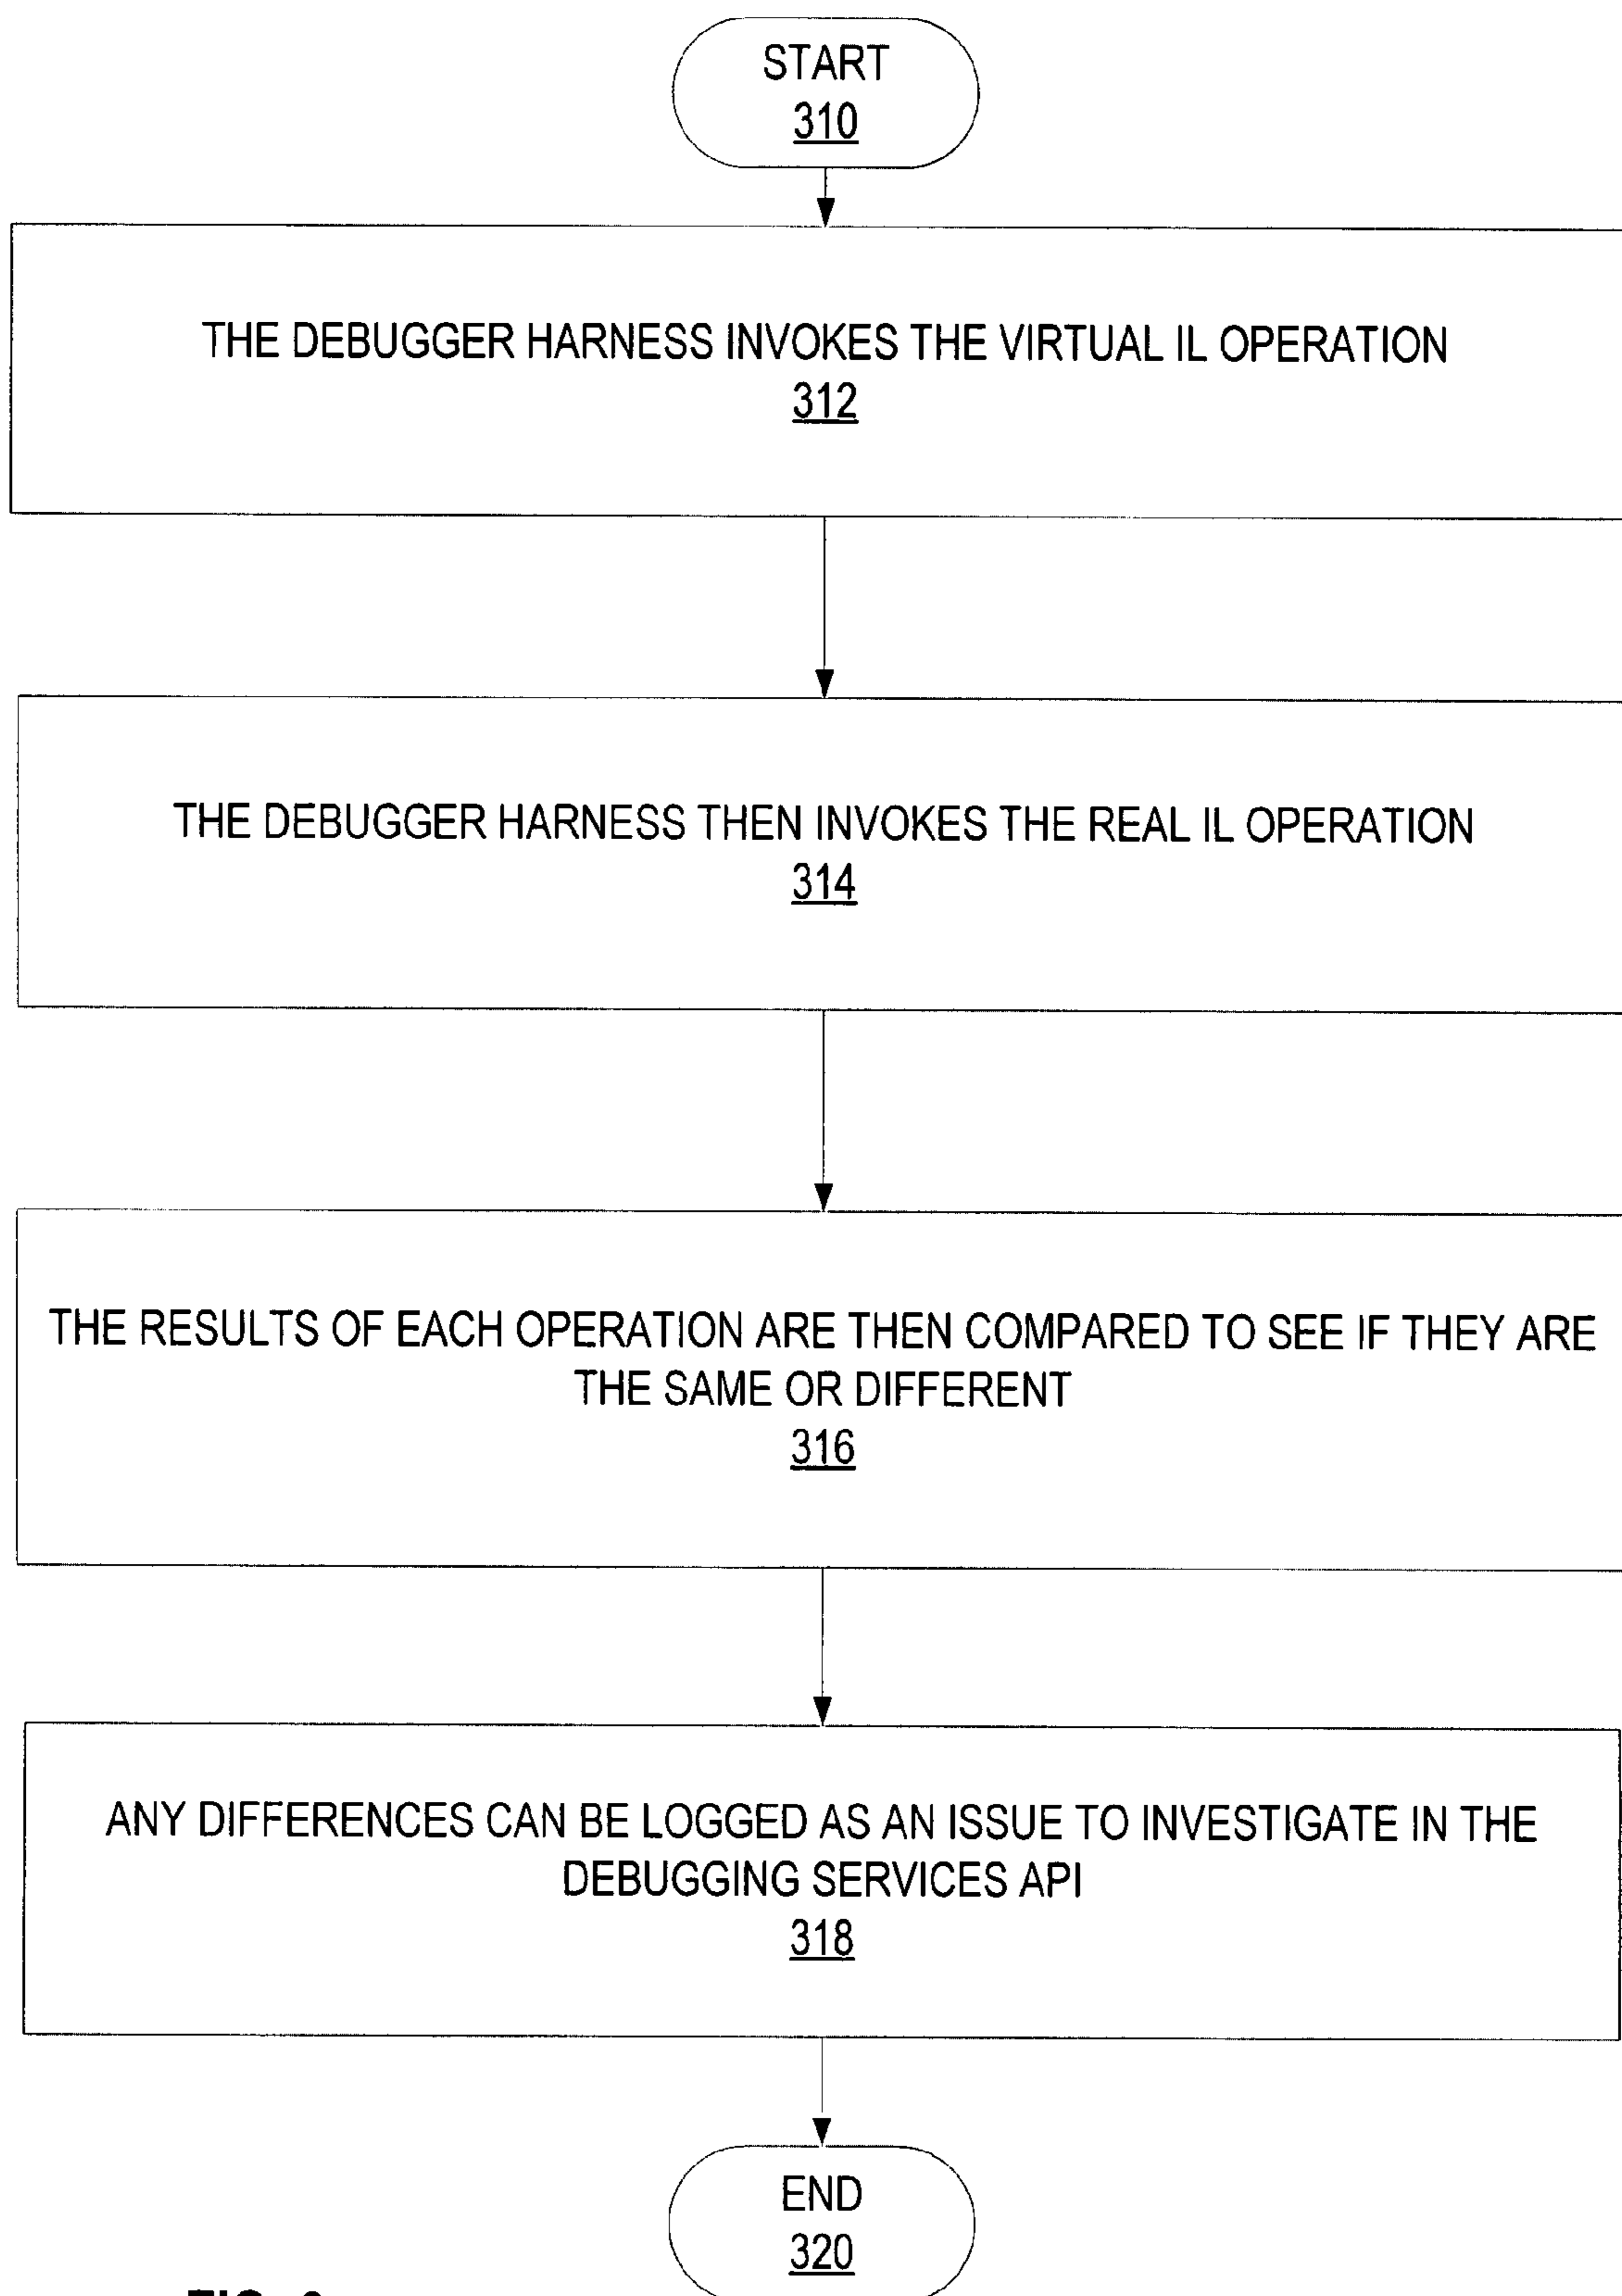 START
310
THE DEBUGGER HARNESS INVOKES THE VIRTUAL IL OPERATION
312
THE DEBUGGER HARNESS THEN INVOKES THE REAL IL OPERATION
314
THE RESULTS OF EACH OPERATION ARE THEN COMPARED TO SEE IF THEY ARE
THE SAME OR DIFFERENT
316
ANY DIFFERENCES CAN BE LOGGED AS AN ISSUE TO INVESTIGATE IN THE
DEBUGGING SERVICES API
318
END
320